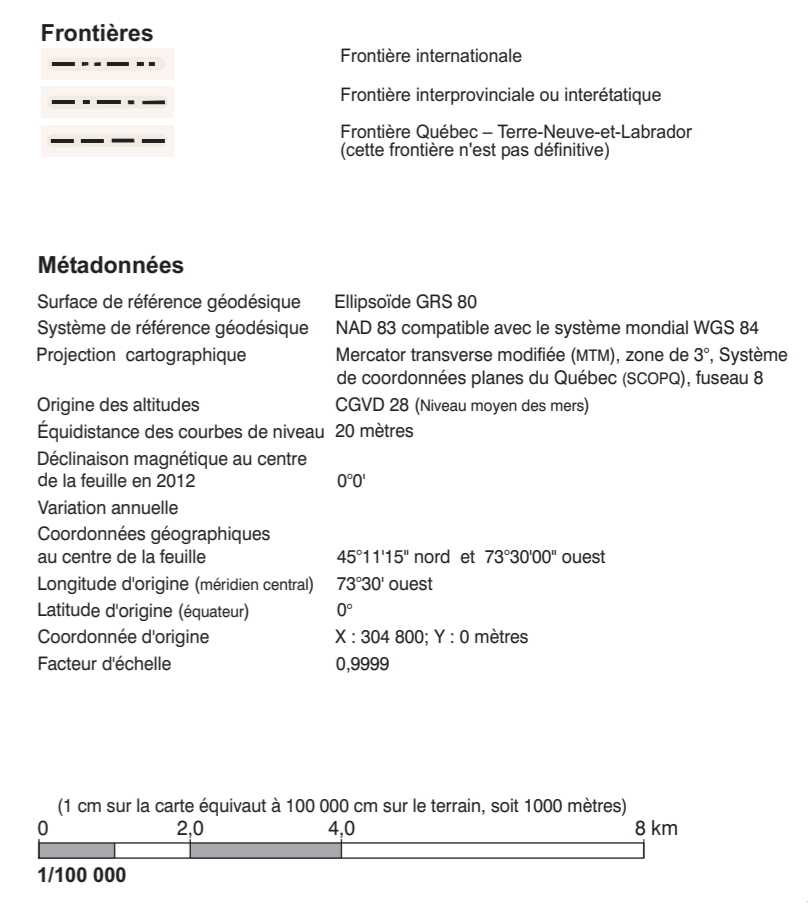 Frontières
Frontière internationale
Frontière interprovinciale ou interétatique
Frontière Québec – Terre-Neuve-et-Labrador
(cette frontière n'est pas définitive)
Métadonnées
Surface de référence géodésique Ellipsoïde GRS 80
Système de référence géodésique NAD 83 compatible avec le système mondial WGS 84
Projection cartographique Mercator transverse modifiée (MTM), zone de 3°, Système
de coordonnées planes du Québec (SCOPQ), fuseau 8
Origine des altitudes CGVD 28 (Niveau moyen des mers)
Équidistance des courbes de niveau 20 mètres
Déclinaison magnétique au centre
de la feuille en 2012 0°0'
Variation annuelle
Coordonnées géographiques
au centre de la feuille 45°11'15" nord et 73°30'00" ouest
Longitude d'origine (méridien central) 73°30' ouest
Latitude d'origine (équateur) 0°
Coordonnée d'origine X : 304 800; Y : 0 mètres
Facteur d'échelle 0,9999
(1 cm sur la carte équivaut à 100 000 cm sur le terrain, soit 1000 mètres)
0 2,0 4,0 8 km
1/100 000